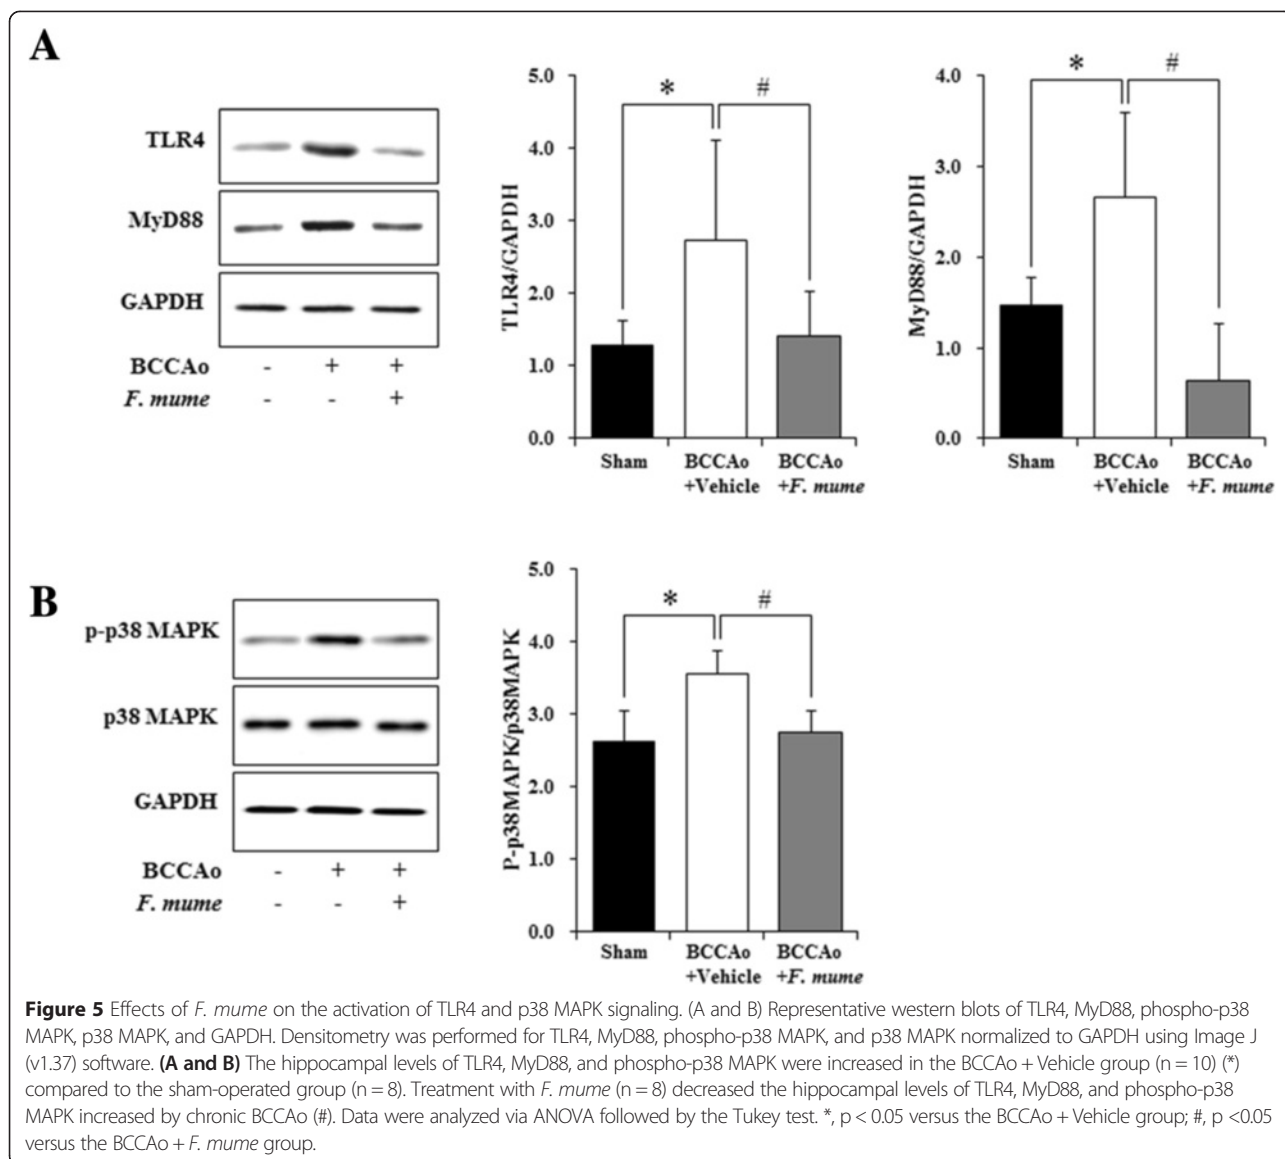 A
TLR4
MyD88
GAPDH
BCCAo - + +
F. mume - - +
TLR4/GAPDH
5.0
4.0
3.0
2.0
1.0
0.0
* #
Sham BCCAo BCCAo
+Vehicle +F. mume
MyD88/GAPDH
4.0
3.0
2.0
1.0
0.0
* #
Sham BCCAo BCCAo
+Vehicle +F. mume
B
p-p38 MAPK
p38 MAPK
GAPDH
BCCAo - + +
F. mume - - +
P-p38MAPK/p38MAPK
5.0
4.0
3.0
2.0
1.0
0.0
* #
Sham BCCAo BCCAo
+Vehicle +F. mume
Figure 5 Effects of F. mume on the activation of TLR4 and p38 MAPK signaling. (A and B) Representative western blots of TLR4, MyD88, phospho-p38
MAPK, p38 MAPK, and GAPDH. Densitometry was performed for TLR4, MyD88, phospho-p38 MAPK, and p38 MAPK normalized to GAPDH using Image J
(v1.37) software. (A and B) The hippocampal levels of TLR4, MyD88, and phospho-p38 MAPK were increased in the BCCAo + Vehicle group (n = 10) (*)
compared to the sham-operated group (n = 8). Treatment with F. mume (n = 8) decreased the hippocampal levels of TLR4, MyD88, and phospho-p38
MAPK increased by chronic BCCAo (#). Data were analyzed via ANOVA followed by the Tukey test. *, p < 0.05 versus the BCCAo + Vehicle group; #, p <0.05
versus the BCCAo + F. mume group.